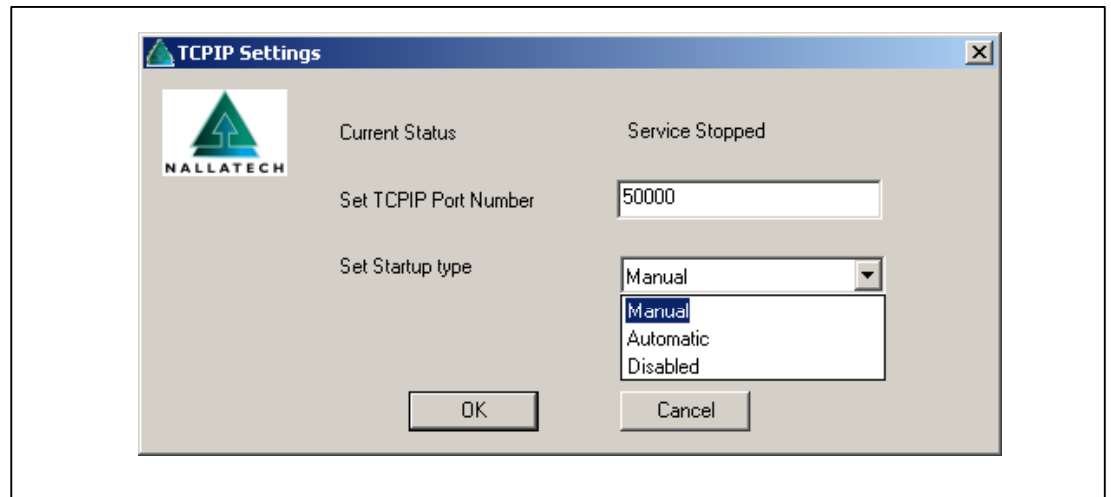 TCPIP Settings
NALLATECH
Current Status Service Stopped
Set TCPIP Port Number 50000
Set Startup type Manual
Manual
Automatic
Disabled
OK Cancel